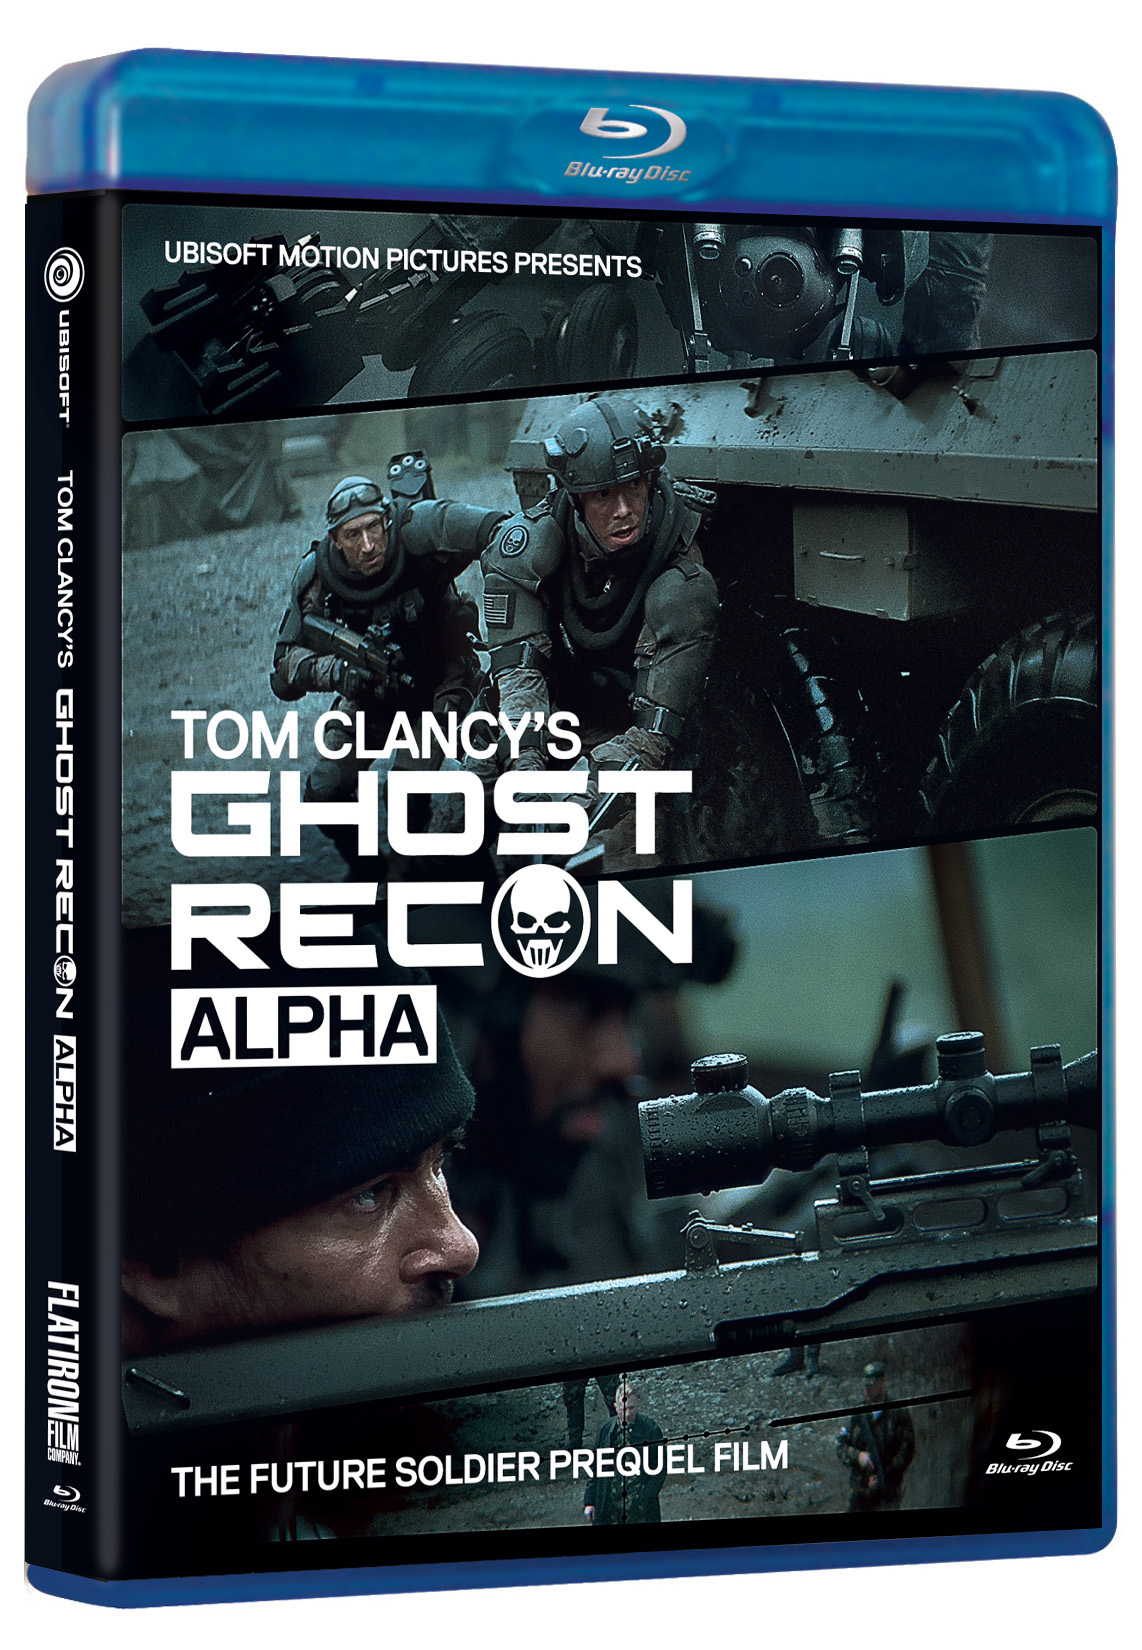 Blu-ray Disc
UBISOFT MOTION PICTURES PRESENTS
TOM CLANCY'S
GHOST
RECON
ALPHA
THE FUTURE SOLDIER PREQUEL FILM
Blu-ray Disc
UBISOFT®
TOM CLANCY'S GHOST RECON ALPHA
FLATIRON
FILM
COMPANY®
Blu-ray Disc